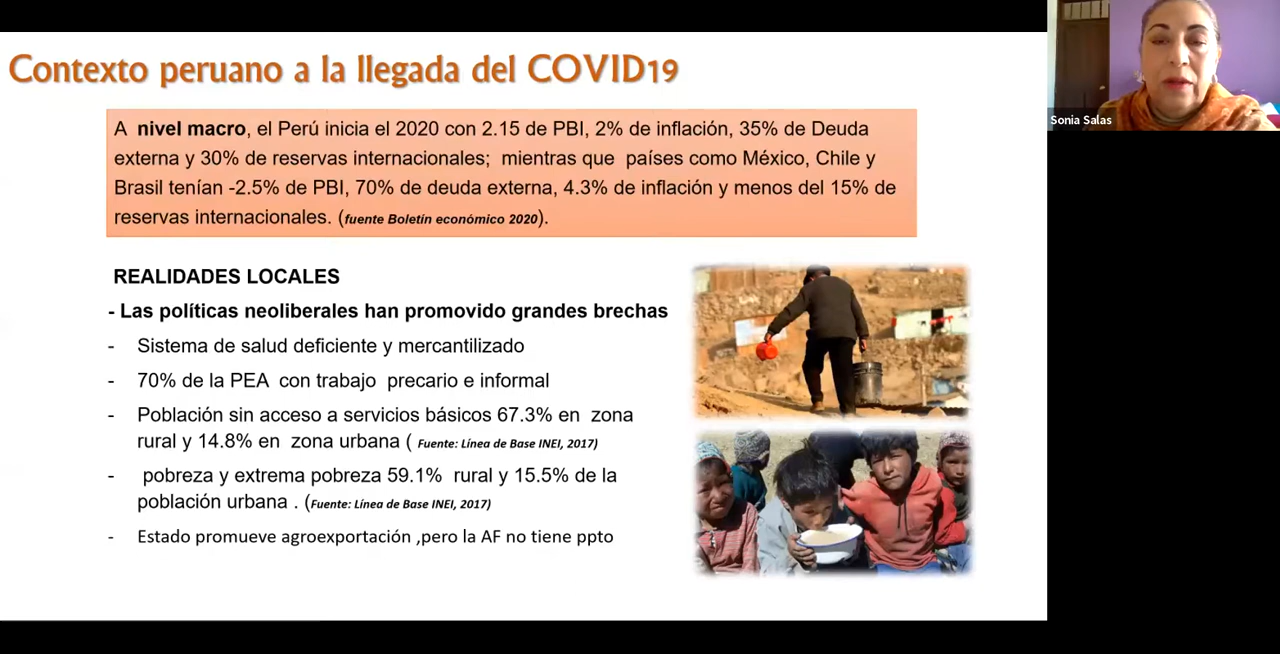 Contexto peruano a la llegada del COVID19
A nivel macro, el Perú inicia el 2020 con 2.15 de PBI, 2% de inflación, 35% de Deuda
externa y 30% de reservas internacionales; mientras que países como México, Chile y
Brasil tenían -2.5% de PBI, 70% de deuda externa, 4.3% de inflación y menos del 15% de
reservas internacionales. (fuente Boletín económico 2020).
REALIDADES LOCALES
- Las políticas neoliberales han promovido grandes brechas
- Sistema de salud deficiente y mercantilizado
- 70% de la PEA con trabajo precario e informal
- Población sin acceso a servicios básicos 67.3% en zona
rural y 14.8% en zona urbana ( Fuente: Línea de Base INEI, 2017)
- pobreza y extrema pobreza 59.1% rural y 15.5% de la
población urbana . (Fuente: Línea de Base INEI, 2017)
- Estado promueve agroexportación ,pero la AF no tiene ppto
Sonia Salas